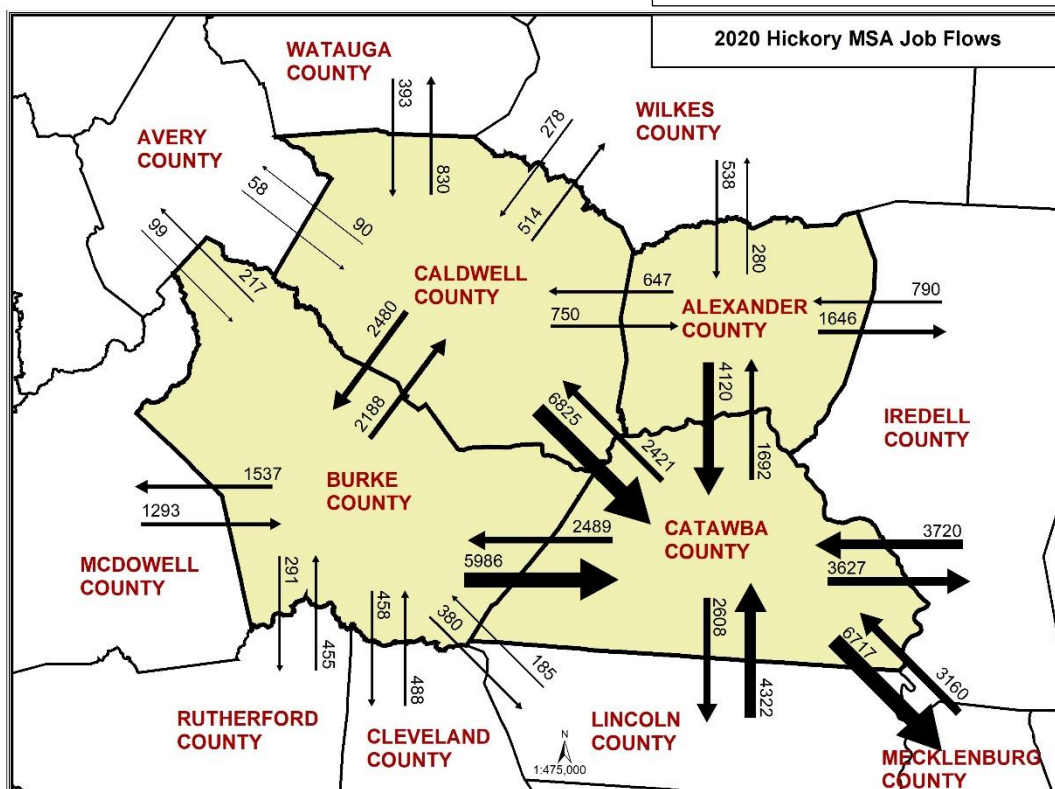 2020 Hickory MSA Job Flows
WATAUGA
COUNTY
393
830
278
514
WILKES
COUNTY
538
280
AVERY
COUNTY
58
90
99
217
CALDWELL
COUNTY
647
750
ALEXANDER
COUNTY
790
1646
2480
2188
6825
2421
4120
1692
IREDELL
COUNTY
BURKE
COUNTY
1537
1293
2489
5986
CATAWBA
COUNTY
3720
3627
MCDOWELL
COUNTY
291
455
458
488
380
185
2608
4322
6717
3160
RUTHERFORD
COUNTY
CLEVELAND
COUNTY
LINCOLN
COUNTY
MECKLENBURG
COUNTY
N
1:475,000